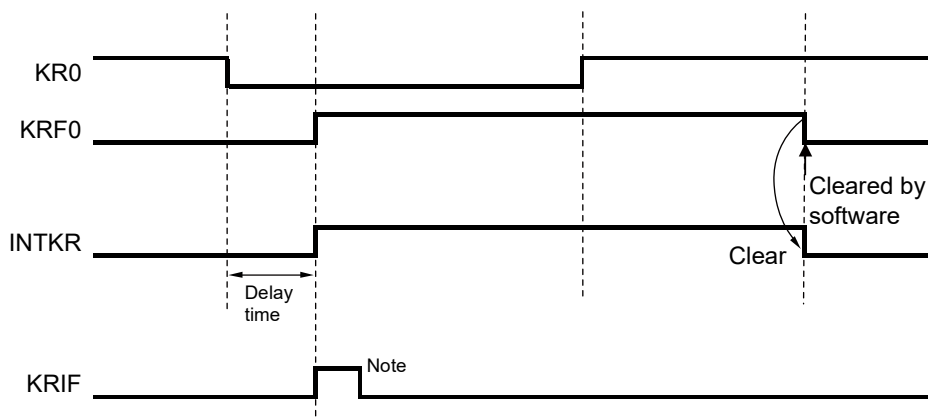 KR0
KRF0
Cleared by
software
INTKR
Clear
Delay
time
Note
KRIF